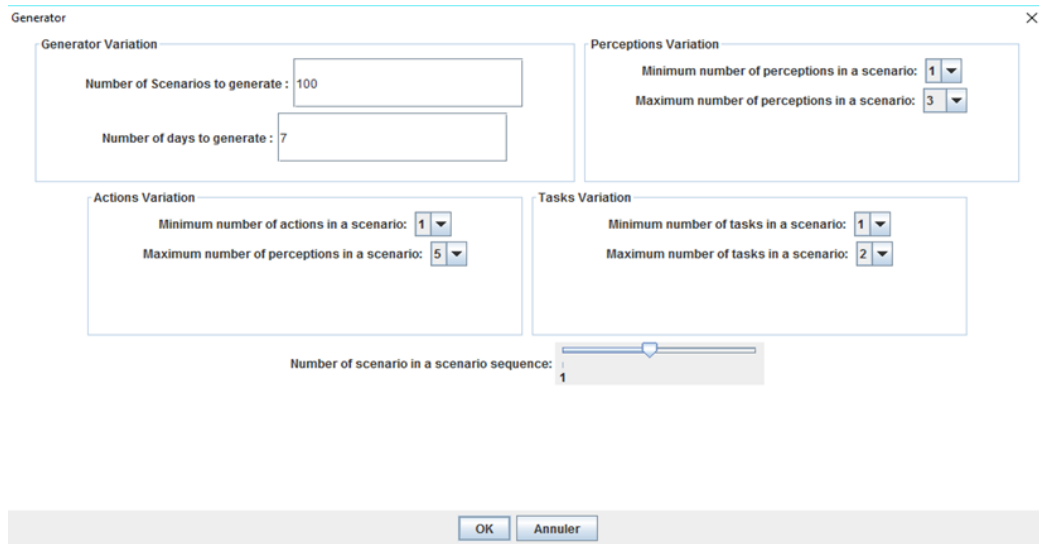 Generator
Generator Variation
Number of Scenarios to generate : 100
Number of days to generate : 7
Perceptions Variation
Minimum number of perceptions in a scenario: 1
Maximum number of perceptions in a scenario: 3
Actions Variation
Minimum number of actions in a scenario: 1
Maximum number of perceptions in a scenario: 5
Tasks Variation
Minimum number of tasks in a scenario: 1
Maximum number of tasks in a scenario: 2
Number of scenario in a scenario sequence:
1
OK
Annuler